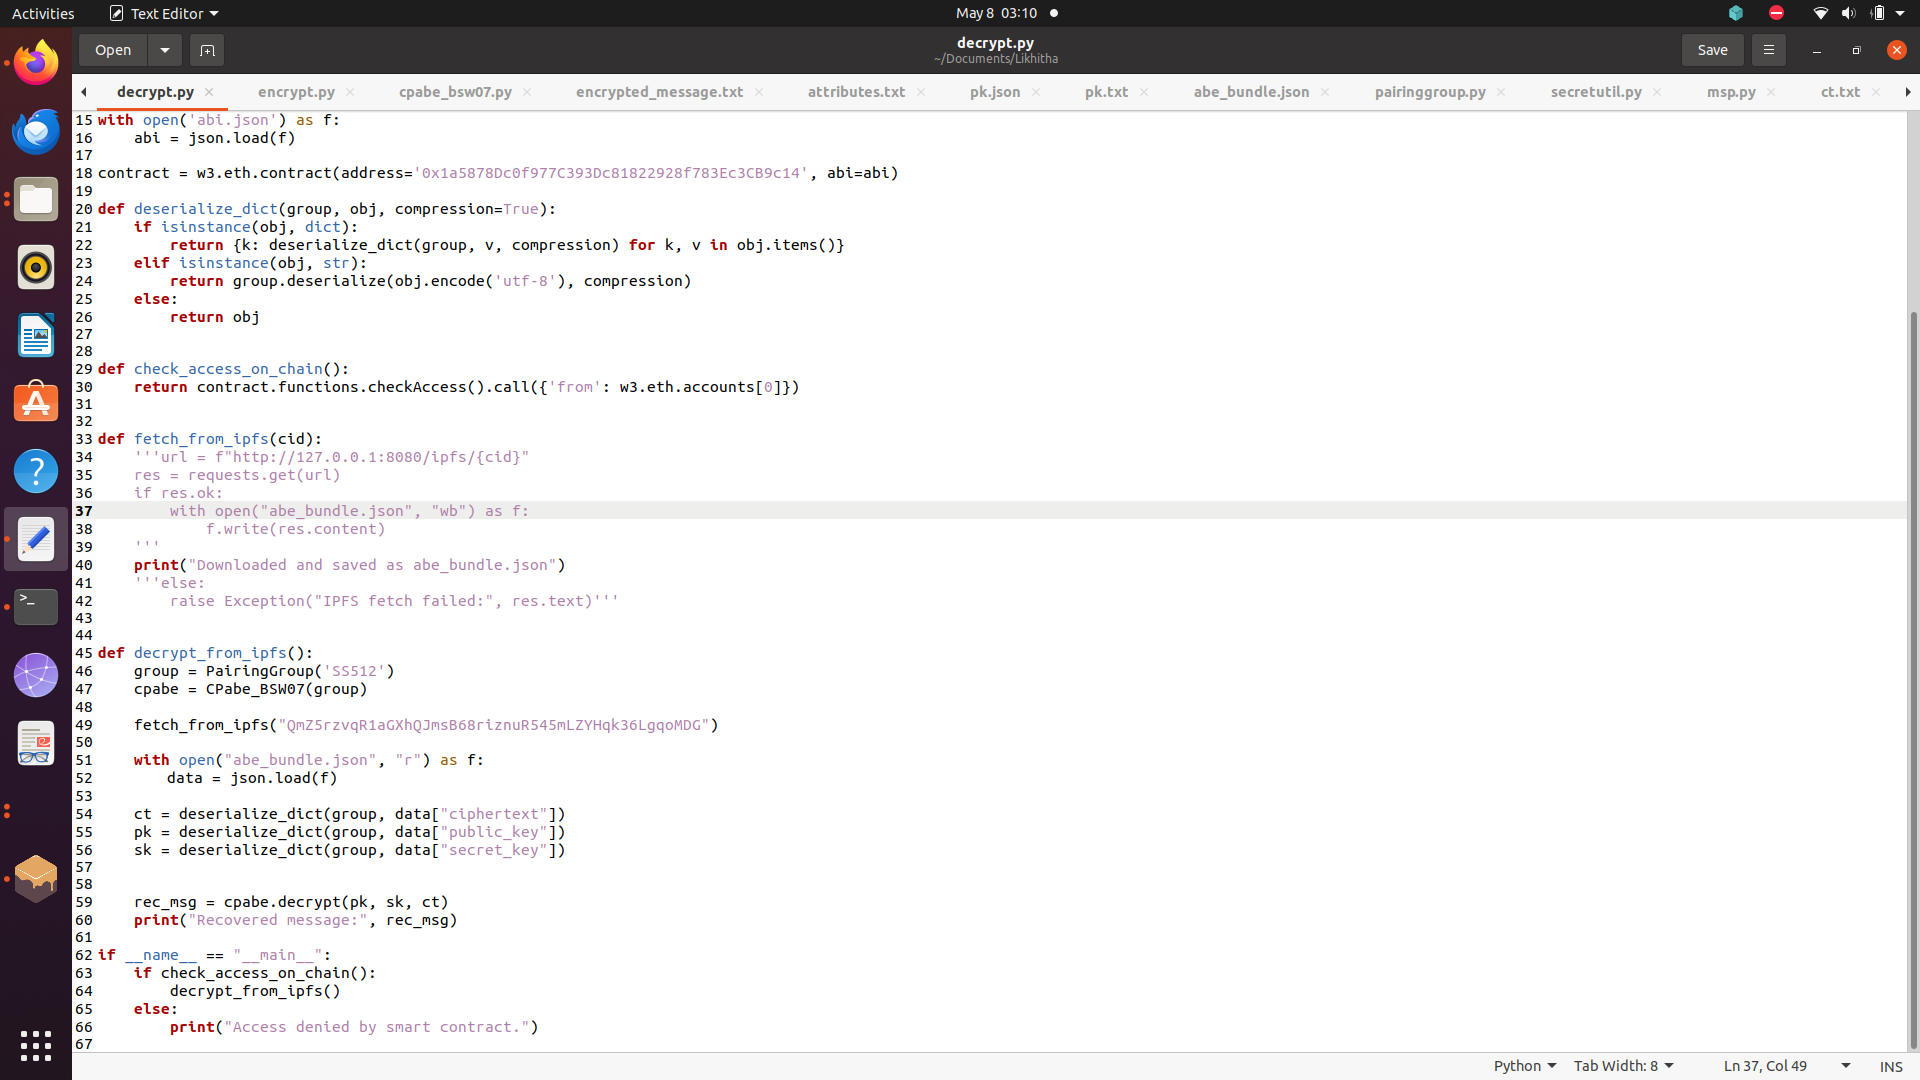 Activities
Text Editor
May 8 03:10
Open
decrypt.py
~/Documents/Likhitha
Save
decrypt.py
encrypt.py
cpabe_bsw07.py
encrypted_message.txt
attributes.txt
pk.json
pk.txt
abe_bundle.json
pairinggroup.py
secretutil.py
msp.py
ct.txt
15 with open('abi.json') as f:
16     abi = json.load(f)
17
18 contract = w3.eth.contract(address='0x1a5878Dc0f977C393Dc81822928f783Ec3CB9c14', abi=abi)
19
20 def deserialize_dict(group, obj, compression=True):
21     if isinstance(obj, dict):
22         return {k: deserialize_dict(group, v, compression) for k, v in obj.items()}
23     elif isinstance(obj, str):
24         return group.deserialize(obj.encode('utf-8'), compression)
25     else:
26         return obj
27
28
29 def check_access_on_chain():
30     return contract.functions.checkAccess().call({'from': w3.eth.accounts[0]})
31
32
33 def fetch_from_ipfs(cid):
34     '''url = f"http://127.0.0.1:8080/ipfs/{cid}"
35     res = requests.get(url)
36     if res.ok:
37         with open("abe_bundle.json", "wb") as f:
38             f.write(res.content)
39     '''
40     print("Downloaded and saved as abe_bundle.json")
41     '''else:
42         raise Exception("IPFS fetch failed:", res.text)'''
43
44
45 def decrypt_from_ipfs():
46     group = PairingGroup('SS512')
47     cpabe = CPabe_BSW07(group)
48
49     fetch_from_ipfs("QmZ5rzvqR1aGXhQJmsB68riznuR545mLZYHqk36LgqoMDG")
50
51     with open("abe_bundle.json", "r") as f:
52         data = json.load(f)
53
54     ct = deserialize_dict(group, data["ciphertext"])
55     pk = deserialize_dict(group, data["public_key"])
56     sk = deserialize_dict(group, data["secret_key"])
57
58
59     rec_msg = cpabe.decrypt(pk, sk, ct)
60     print("Recovered message:", rec_msg)
61
62 if __name__ == "__main__":
63     if check_access_on_chain():
64         decrypt_from_ipfs()
65     else:
66         print("Access denied by smart contract.")
67
Python
Tab Width: 8
Ln 37, Col 49
INS